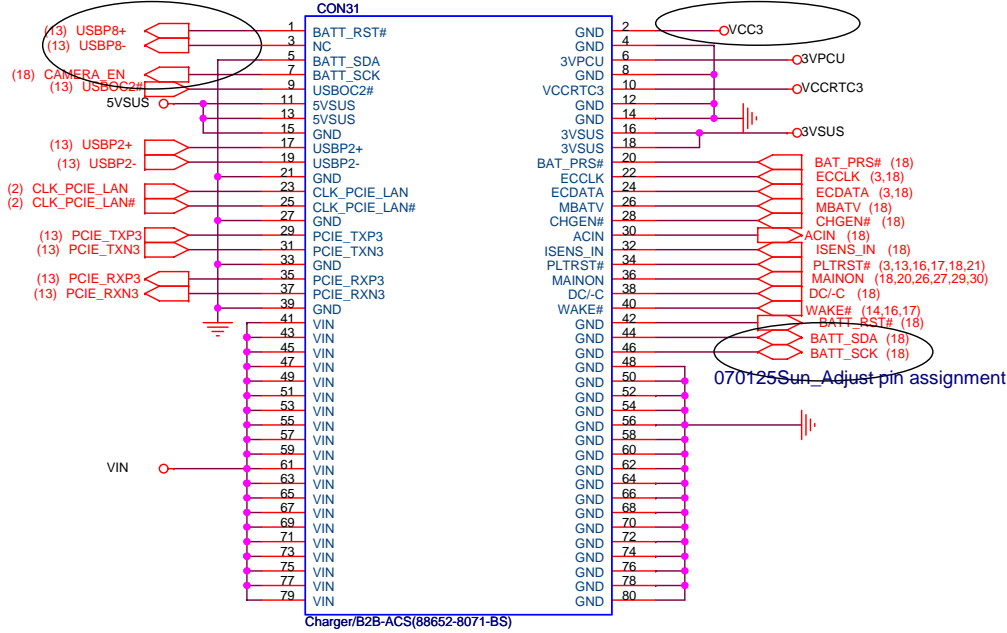 CON31
(13) USBP8+ 1 BATT_RST# GND 2 VCC3
(13) USBP8- 3 NC GND 4
5 BATT_SDA 3VPCU 6 3VPCU
(18) CAMERA_EN 7 BATT_SCK GND 8
(13) USBOC2# 9 USBOC2# VCCRTC3 10 VCCRTC3
5VSUS 11 5VSUS GND 12
13 5VSUS GND 14
15 GND 3VSUS 16 3VSUS
(13) USBP2+ 17 USBP2+ 3VSUS 18
(13) USBP2- 19 USBP2- BAT_PRS# 20 BAT_PRS# (18)
21 GND ECCLK 22 ECCLK (3,18)
(2) CLK_PCIE_LAN 23 CLK_PCIE_LAN ECDATA 24 ECDATA (3,18)
(2) CLK_PCIE_LAN# 25 CLK_PCIE_LAN# MBATV 26 MBATV (18)
27 GND CHGEN# 28 CHGEN# (18)
(13) PCIE_TXP3 29 PCIE_TXP3 ACIN 30 ACIN (18)
(13) PCIE_TXN3 31 PCIE_TXN3 ISENS_IN 32 ISENS_IN (18)
33 GND PLTRST# 34 PLTRST# (3,13,16,17,18,21)
(13) PCIE_RXP3 35 PCIE_RXP3 MAINON 36 MAINON (18,20,26,27,29,30)
(13) PCIE_RXN3 37 PCIE_RXN3 DC/-C 38 DC/-C (18)
39 GND WAKE# 40 WAKE# (14,16,17)
41 VIN GND 42 BATT_RST# (18)
43 VIN GND 44 BATT_SDA (18)
45 VIN GND 46 BATT_SCK (18)
47 VIN GND 48
070125Sun_Adjust pin assignment
49 VIN GND 50
51 VIN GND 52
53 VIN GND 54
55 VIN GND 56
57 VIN GND 58
59 VIN GND 60
VIN 61 VIN GND 62
63 VIN GND 64
65 VIN GND 66
67 VIN GND 68
69 VIN GND 70
71 VIN GND 72
73 VIN GND 74
75 VIN GND 76
77 VIN GND 78
79 VIN GND 80
Charger/B2B-ACS(88652-8071-BS)